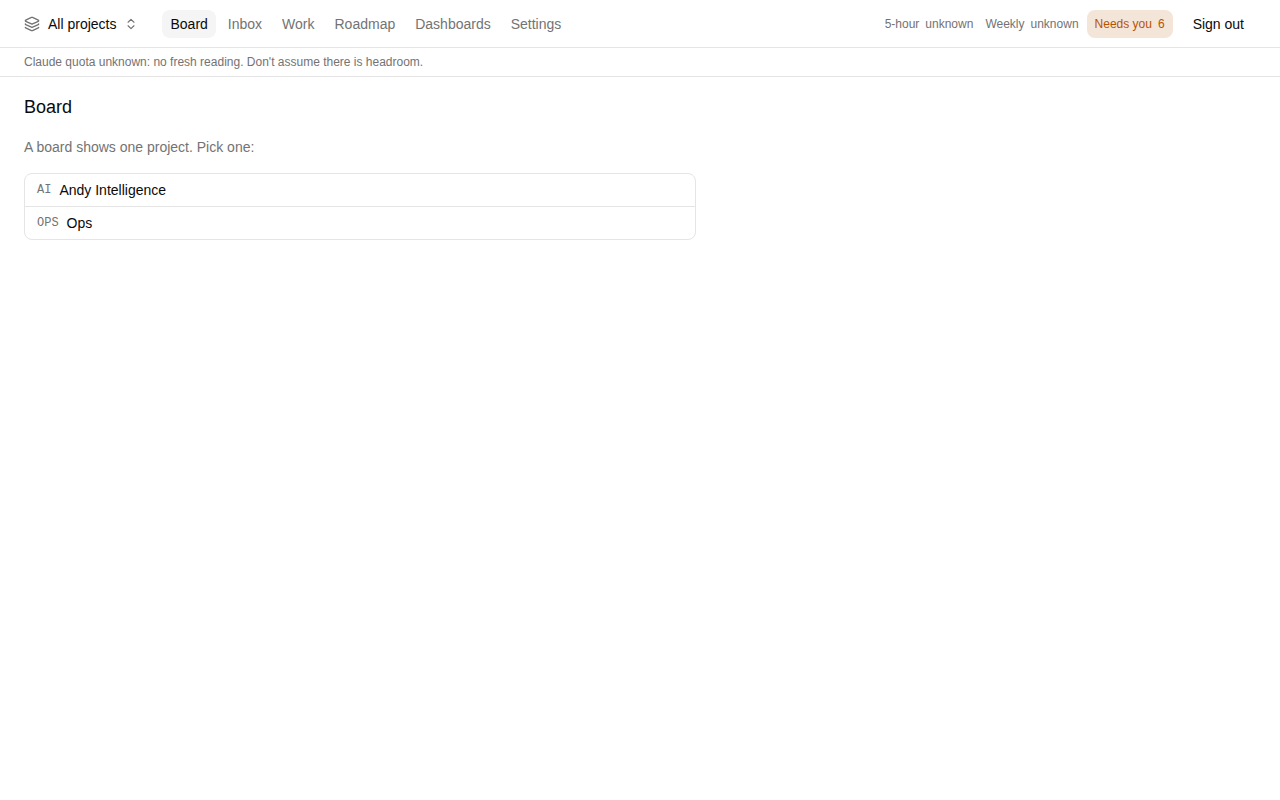 All projects Board Inbox Work Roadmap Dashboards Settings 5-hour unknown Weekly unknown Needs you 6 Sign out
Claude quota unknown: no fresh reading. Don't assume there is headroom.
Board
A board shows one project. Pick one:
AI Andy Intelligence
OPS Ops